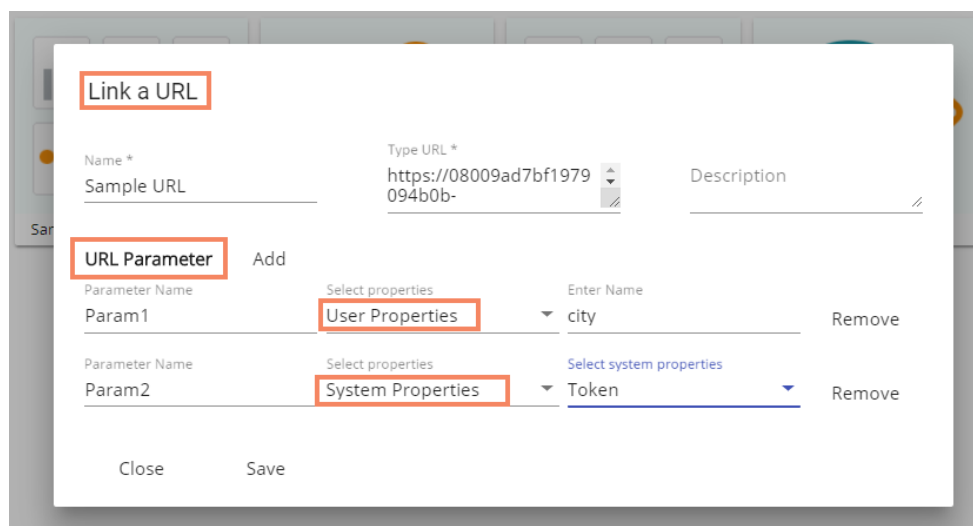 Link a URL
Name *
Type URL *
Sample URL
https://08009ad7bf1979
094b0b-
Description
San
URL Parameter
Add
Parameter Name
Select properties
Enter Name
Param1
User Properties
city
Remove
Parameter Name
Select properties
Select system properties
Param2
System Properties
Token
Remove
Close
Save